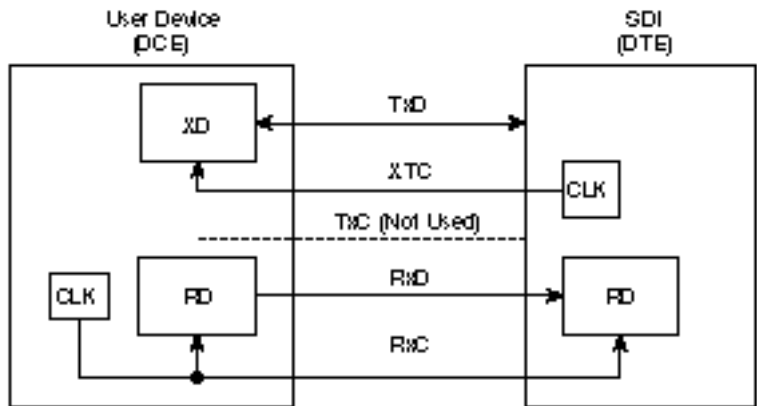 User Device
(DCE)
SDI
(DTE)
TxD
XD
XTC
CLK
TxC (Not Used)
RxD
CLK
RD
RD
RxC